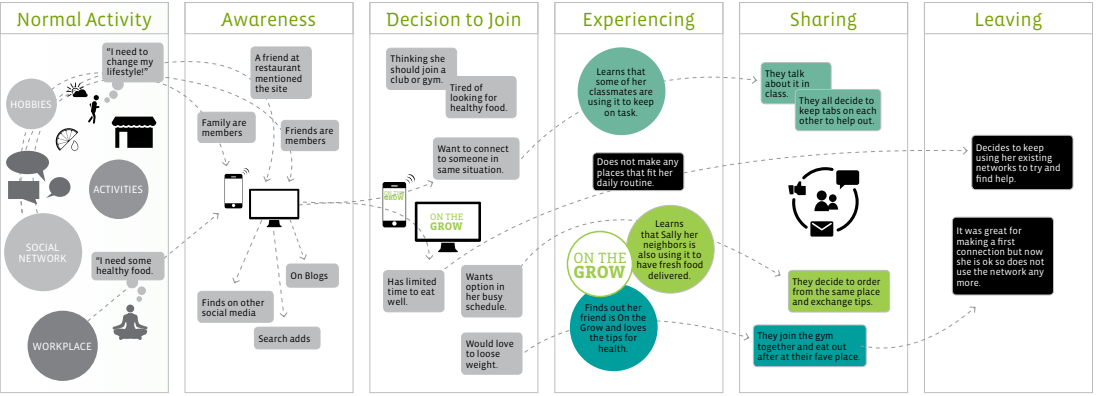 Normal Activity
"I need to
change my
lifestyle!"
HOBBIES
ACTIVITIES
SOCIAL
NETWORK
"I need some
healthy food.
WORKPLACE
Awareness
A friend at
restaurant
mentioned
the site
Family are
members
Friends are
members
On Blogs
Finds on other
social media
Search adds
Decision to Join
Thinking she
should join a
club or gym.
Tired of
looking for
healthy food.
Want to connect
to someone in
same situation.
ON THE
GROW
ON THE
GROW
Has limited
time to eat
well.
Wants
option in
her busy
schedule.
Would love
to loose
weight.
Experiencing
Learns that
some of her
classmates are
using it to keep
on task.
Does not make any
places that fit her
daily routine.
Learns
that Sally her
neighbors is
also using it to
have fresh food
delivered.
ON THE
GROW
Finds out her
friend is On the
Grow and loves
the tips for
health.
Sharing
They talk
about it in
class.
They all decide to
keep tabs on each
other to help out.
They decide to order
from the same place
and exchange tips.
They join the gym
together and eat out
after at their fave place.
Leaving
Decides to keep
using her existing
networks to try and
find help.
It was great for
making a first
connection but now
she is ok so does not
use the network any
more.